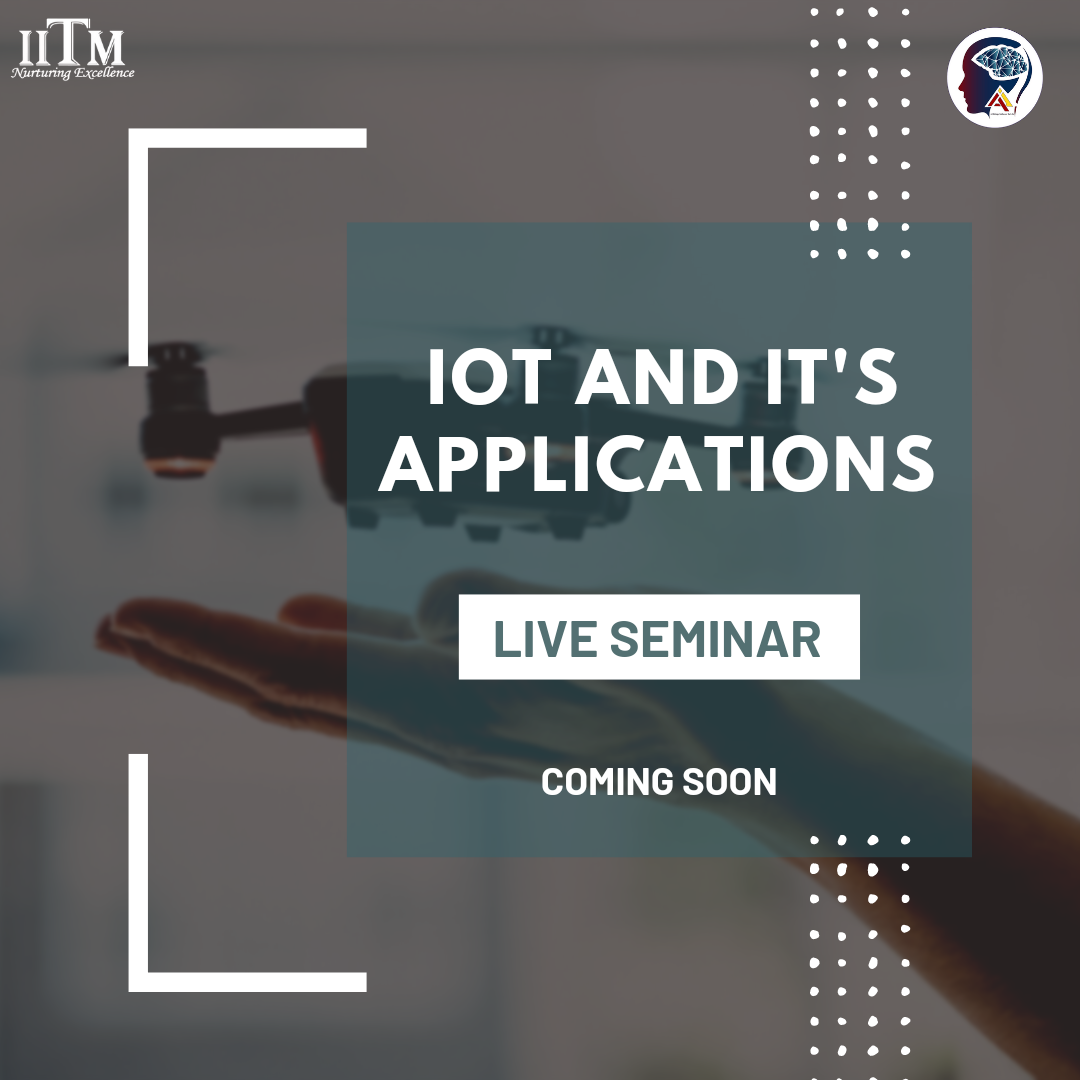 IITM
Nurturing Excellence
IOT AND IT'S
APPLICATIONS
LIVE SEMINAR
COMING SOON